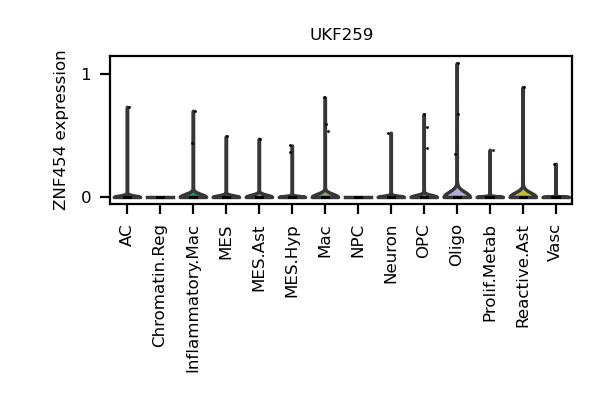 UKF259
ZNF454 expression
1
0
AC
Chromatin.Reg
Inflammatory.Mac
MES
MES.Ast
MES.Hyp
Mac
NPC
Neuron
OPC
Oligo
Prolif.Metab
Reactive.Ast
Vasc